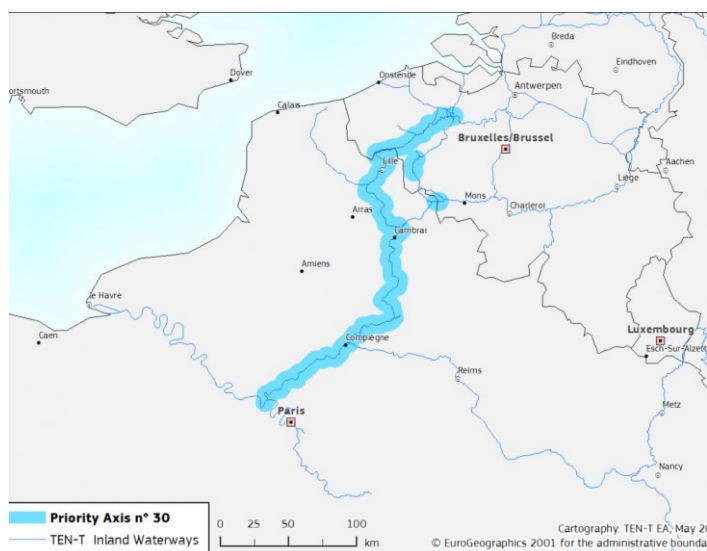 Breda
Eindhoven
Dover
ortsmouth
Ostende
Antwerpen
Calais
Bruxelles/Brussel
Lille
Aachen
Liège
Mons
Charleroi
Arras
Cambrai
Amiens
le Havre
Luxembourg
Caen
Compiègne
Esch-Sur-Alzett
Reims
Paris
Metz
Nancy
Priority Axis n° 30
TEN-T Inland Waterways
0 25 50 100
km
Cartography: TEN-T EA, May 20
© EuroGeographics 2001 for the administrative bounda